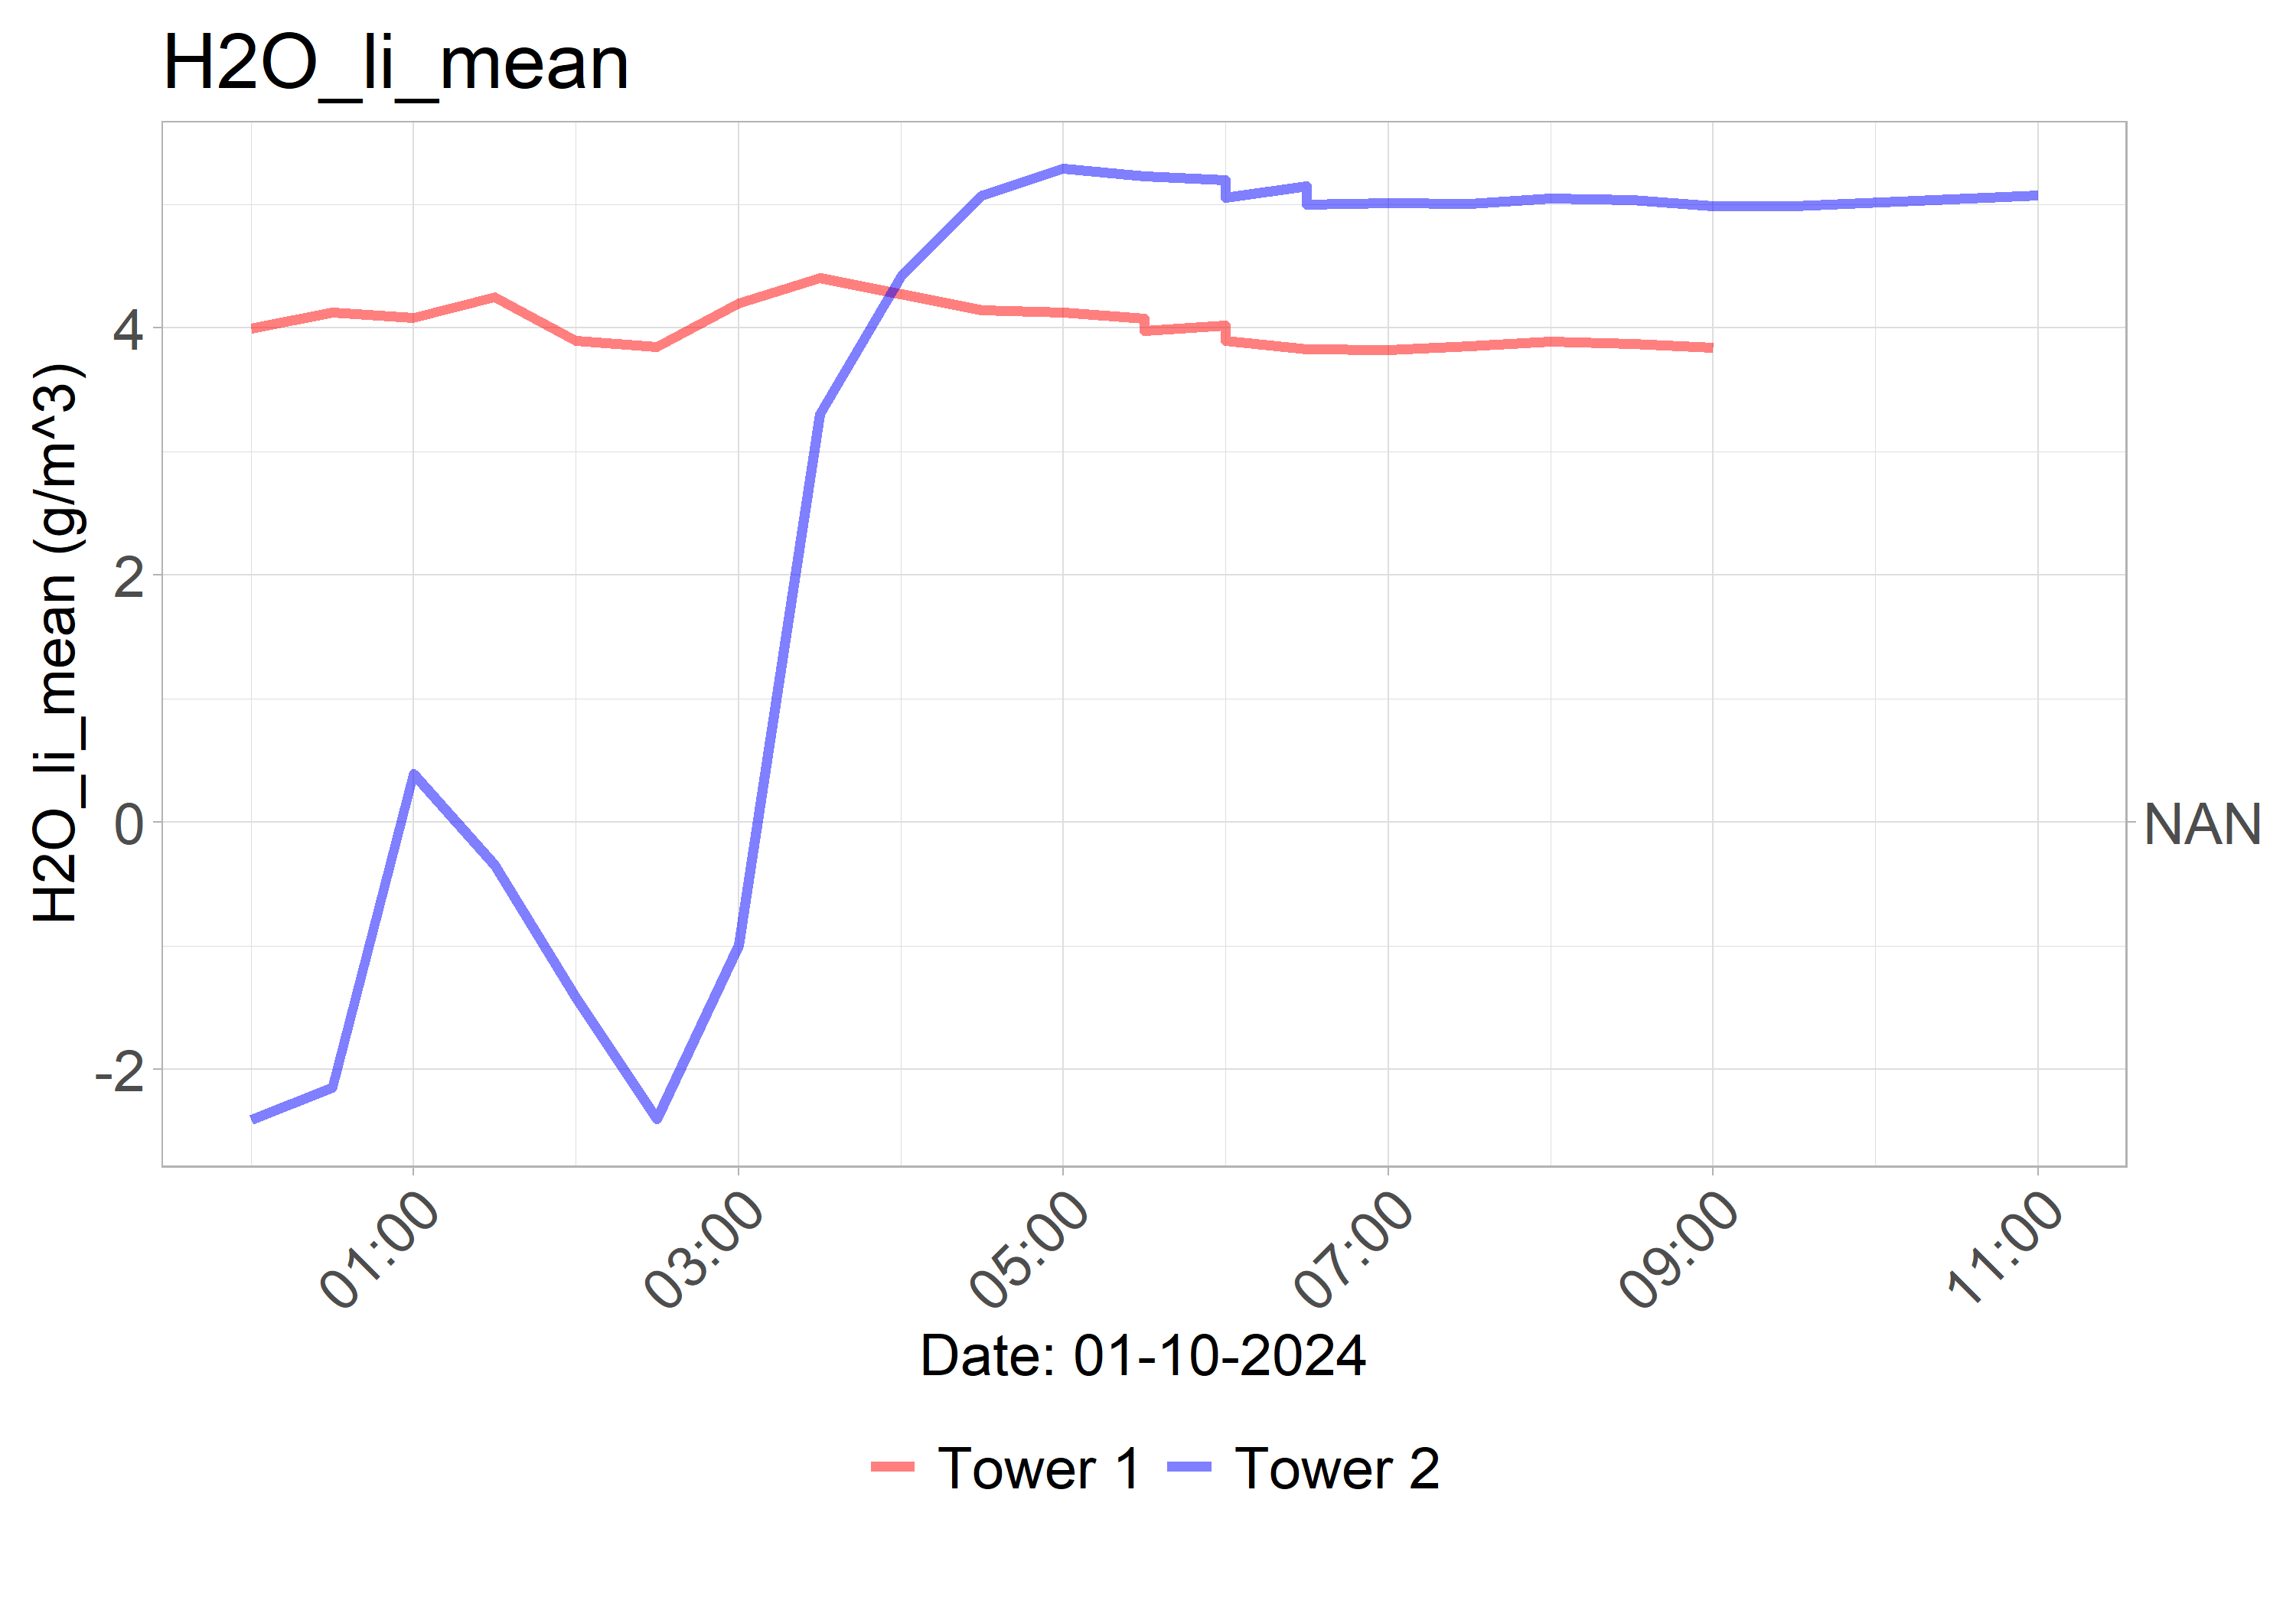 H2O_li_mean
H2O_li_mean (g/m^3)
4
2
0
-2
NAN
01:00
03:00
05:00
07:00
09:00
11:00
Date: 01-10-2024
Tower 1
Tower 2